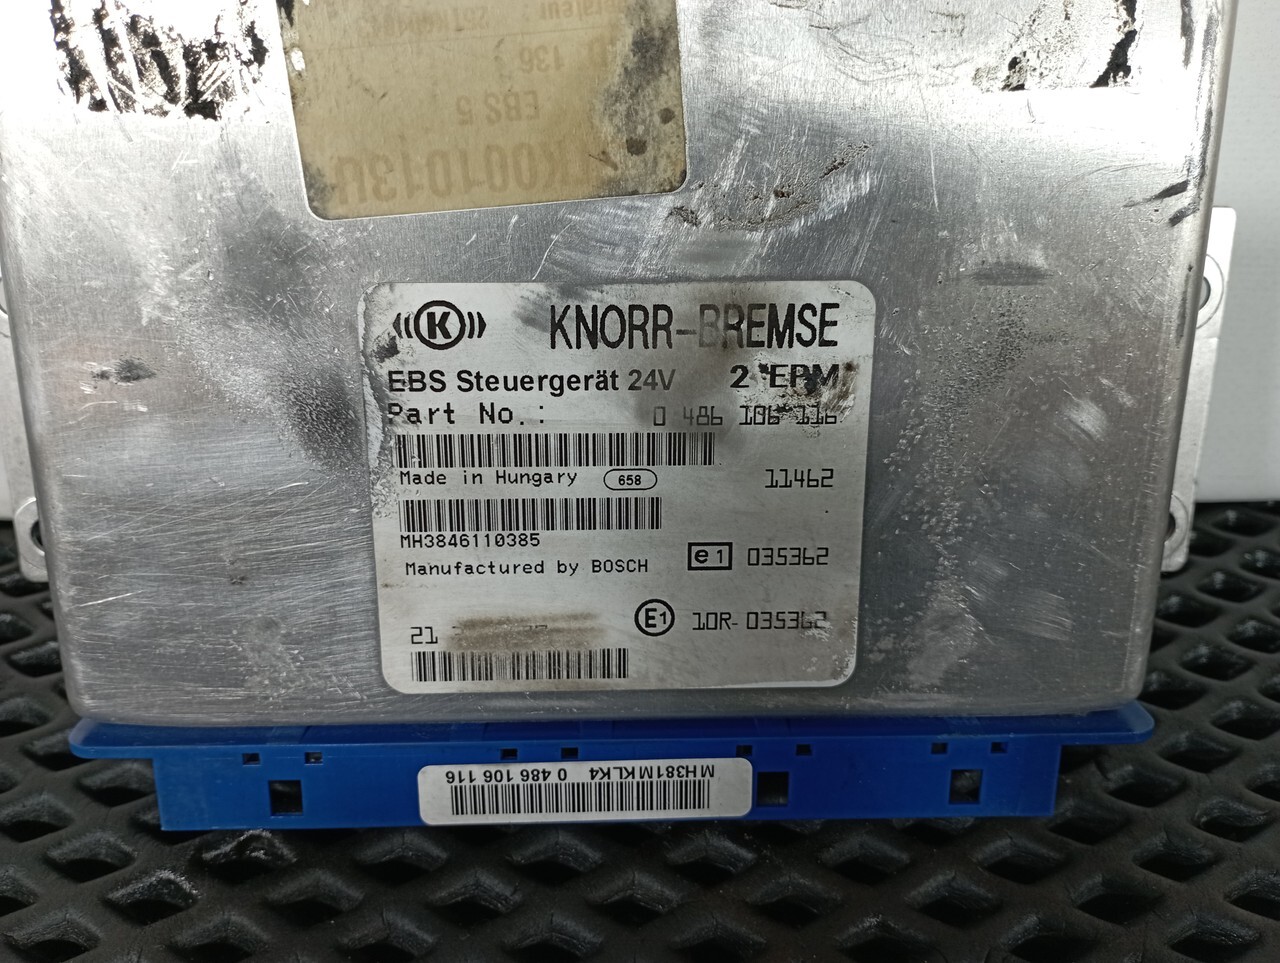 EBS 5
K001013
K KNORR-BREMSE
EBS Steuergerät 24V 2 EPM
Part No.: 0 486 106 116
Made in Hungary 658 11462
MH3846110385
Manufactured by BOSCH e1 035362
E1 10R-035362
21
MH381MKLK4 0 486 106 116